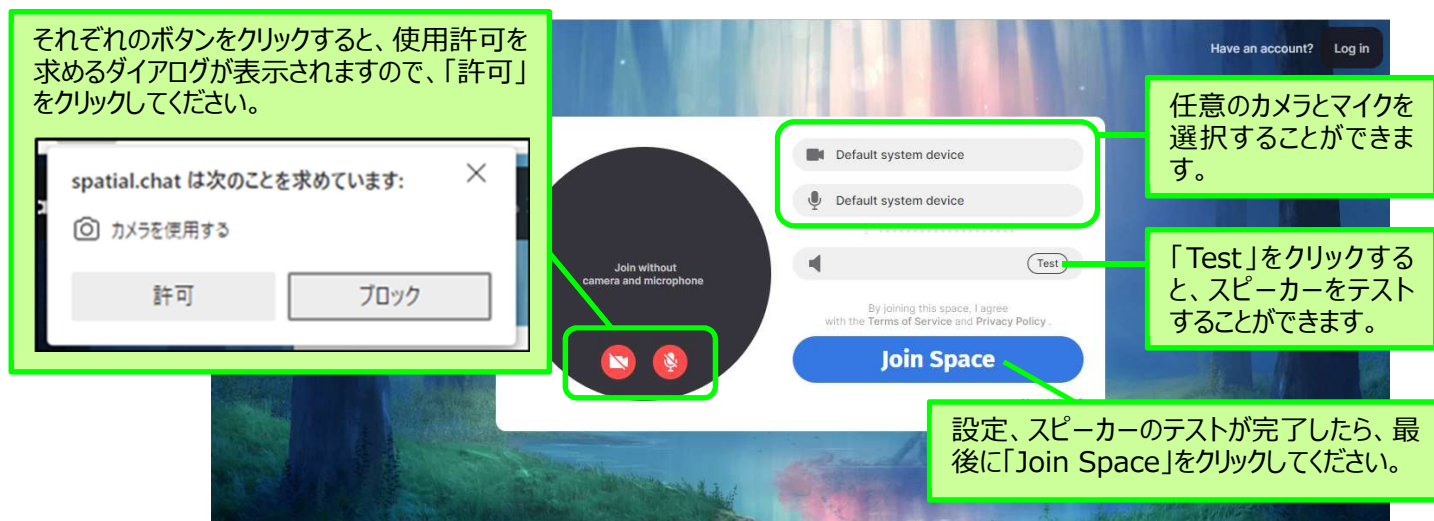 それぞれのボタンをクリックすると、使用許可を
求めるダイアログが表示されますので、「許可」
をクリックしてください。
spatial.chat は次のことを求めています:
カメラを使用する
許可
ブロック
Have an account?
Log in
Default system device
Default system device
Test
Join without
camera and microphone
By joining this space, I agree
with the Terms of Service and Privacy Policy .
Join Space
任意のカメラとマイクを
選択することができま
す。
「Test」をクリックする
と、スピーカーをテスト
することができます。
設定、スピーカーのテストが完了したら、最
後に「Join Space」をクリックしてください。